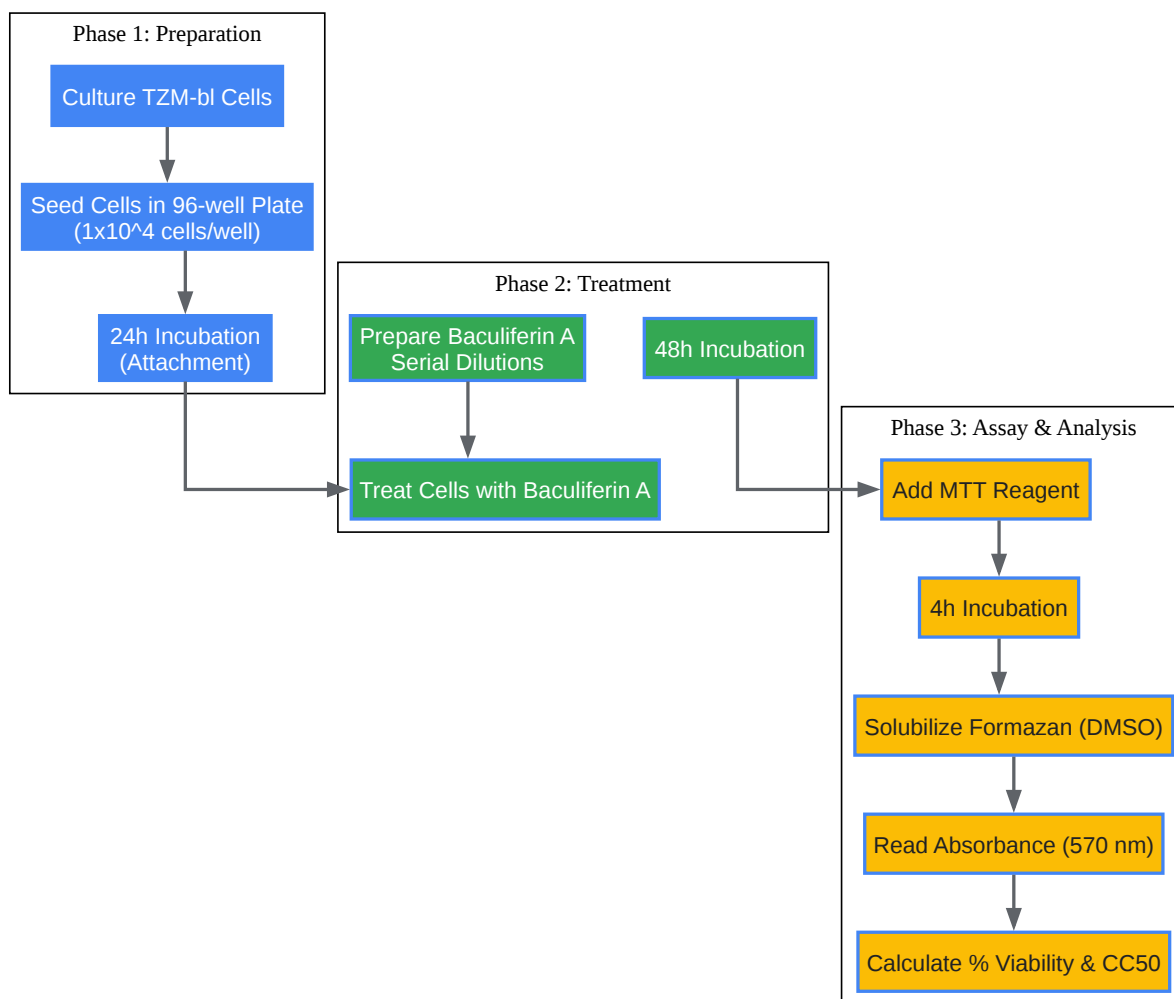 Phase 1: Preparation
Culture TZM-bl Cells
Seed Cells in 96-well Plate
(1x10^4 cells/well)
24h Incubation
(Attachment)
Phase 2: Treatment
Prepare Baculiferin A
Serial Dilutions
48h Incubation
Treat Cells with Baculiferin A
Phase 3: Assay & Analysis
Add MTT Reagent
4h Incubation
Solubilize Formazan (DMSO)
Read Absorbance (570 nm)
Calculate % Viability & CC50